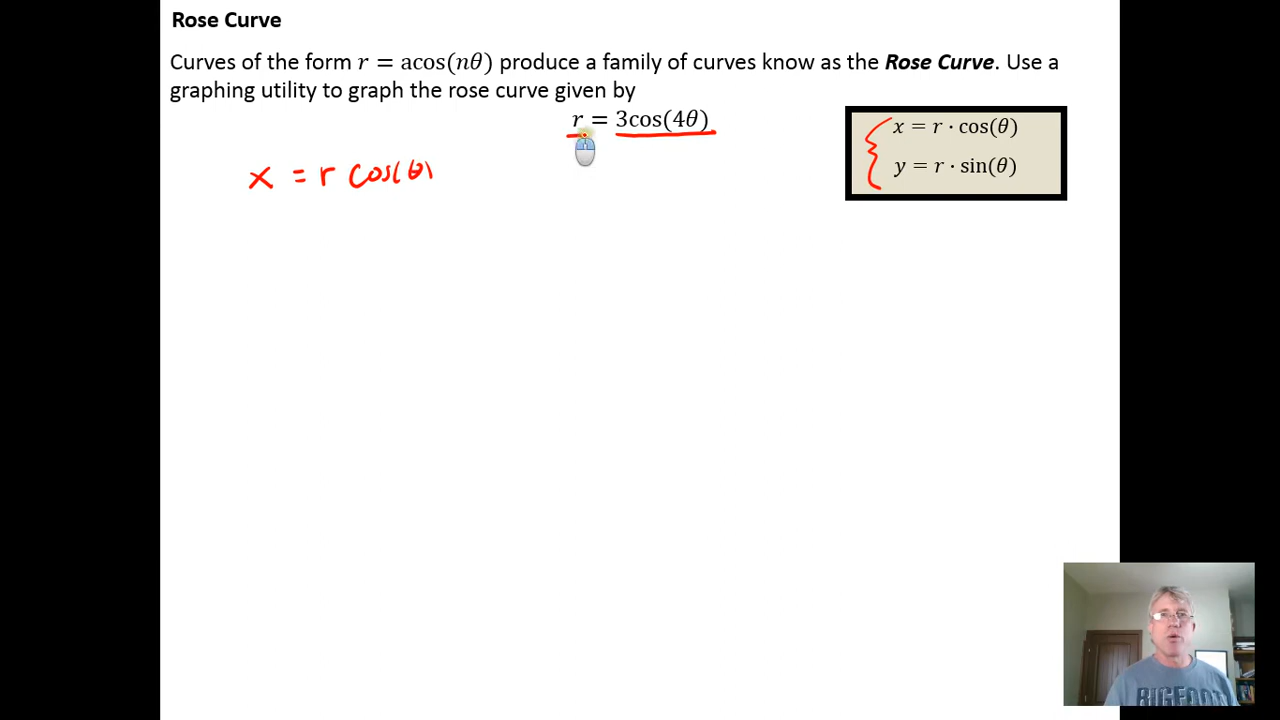 Rose Curve
Curves of the form r = acos(nθ) produce a family of curves know as the Rose Curve. Use a
graphing utility to graph the rose curve given by
r = 3cos(4θ)
x = r · cos(θ)
y = r · sin(θ)
x = r cos(θ)
BIGFOOT